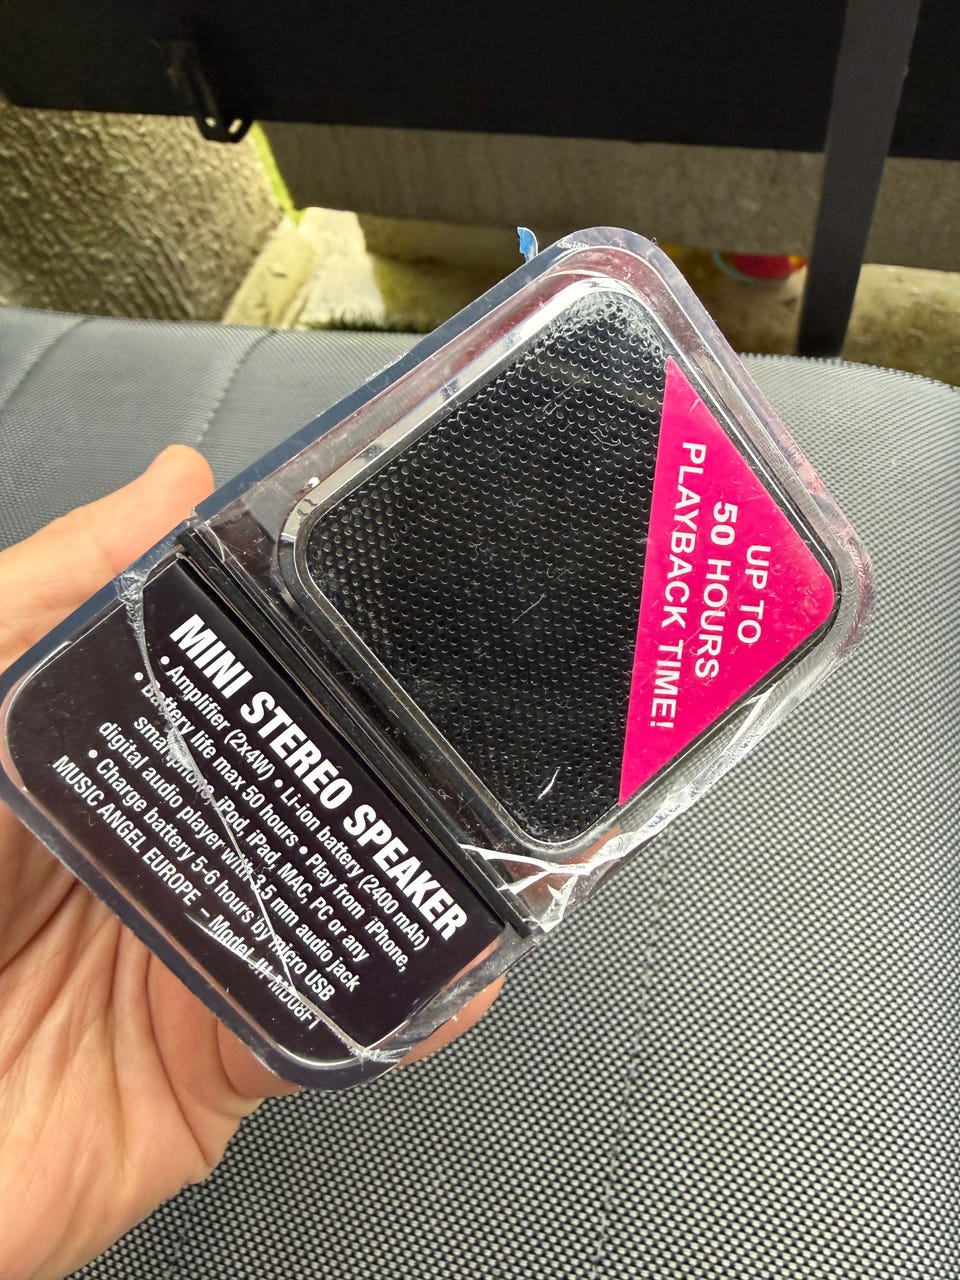 UP TO
50 HOURS
PLAYBACK TIME!
MINI STEREO SPEAKER
• Amplifier (2x4W) • LI-ion battery (2400 mAh)
• Battery life max 50 hours • Play from iPhone,
smartphone, iPod, iPad, MAC, PC or any
digital audio player with 3.5 mm audio jack
• Charge battery 5-6 hours by micro USB
MUSIC ANGEL EUROPE – Model JH-MD08FT